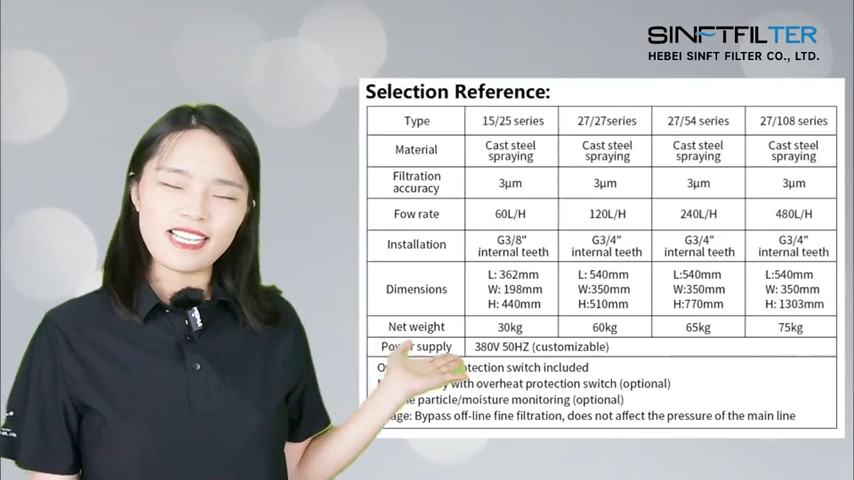 SINFTFILTER
HEBEI SINFT FILTER CO., LTD.
Selection Reference:
Type 15/25 series 27/27series 27/54 series 27/108 series
Material Cast steel spraying Cast steel spraying Cast steel spraying Cast steel spraying
Filtration accuracy 3μm 3μm 3μm 3μm
Fow rate 60L/H 120L/H 240L/H 480L/H
Installation G3/8" internal teeth G3/4" internal teeth G3/4" internal teeth G3/4" internal teeth
Dimensions L: 362mm W: 198mm H: 440mm L: 540mm W:350mm H:510mm L:540mm W:350mm H:770mm L:540mm W: 350mm H: 1303mm
Net weight 30kg 60kg 65kg 75kg
supply 380V 50HZ (customizable)
switch included
with overheat protection switch (optional)
particle/moisture monitoring (optional)
Bypass off-line fine filtration, does not affect the pressure of the main line